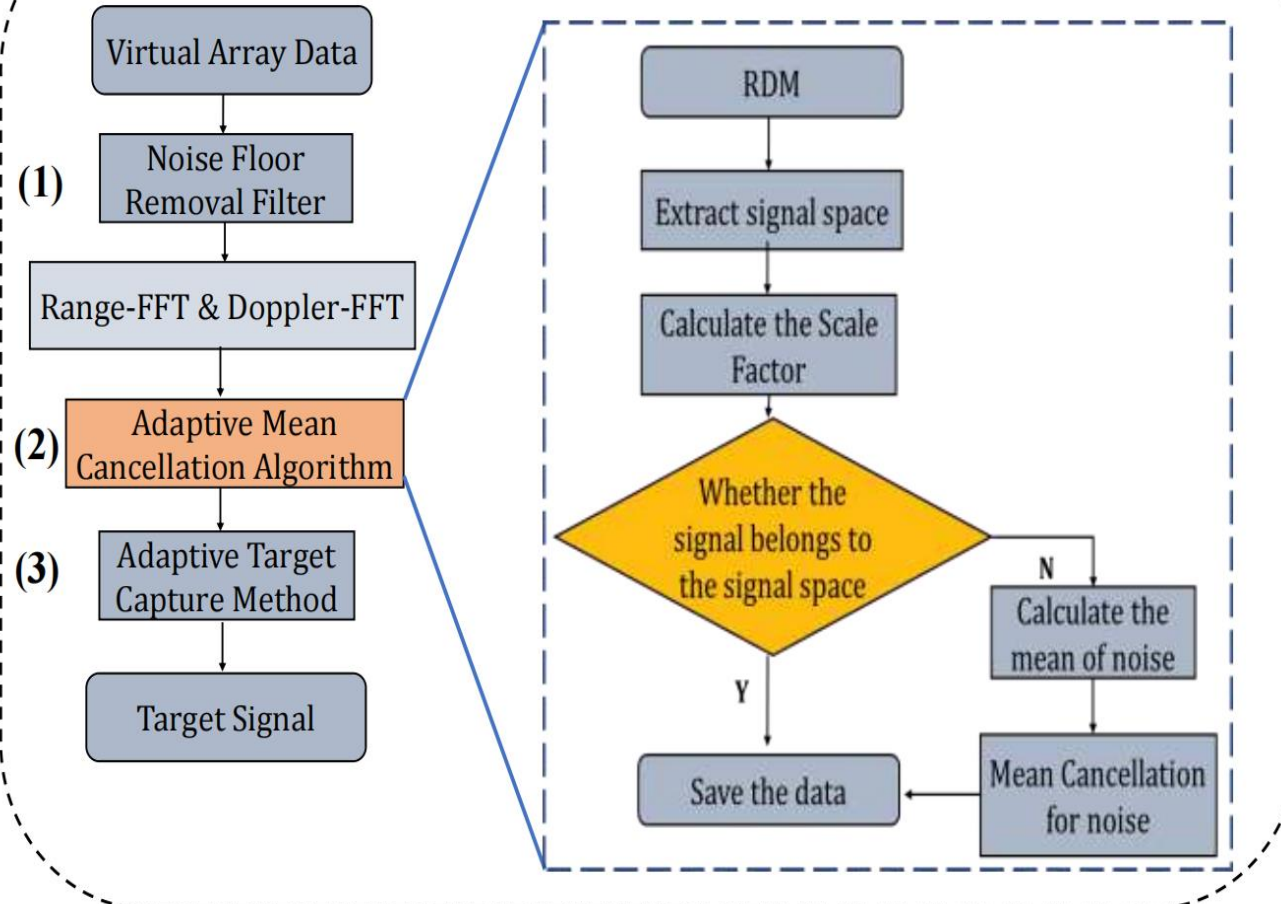 Virtual Array Data
(1)
Noise Floor
Removal Filter
Range-FFT & Doppler-FFT
(2)
Adaptive Mean
Cancellation Algorithm
(3)
Adaptive Target
Capture Method
Target Signal
RDM
Extract signal space
Calculate the Scale
Factor
Whether the
signal belongs to
the signal space
N
Calculate the
mean of noise
Y
Mean Cancellation
for noise
Save the data